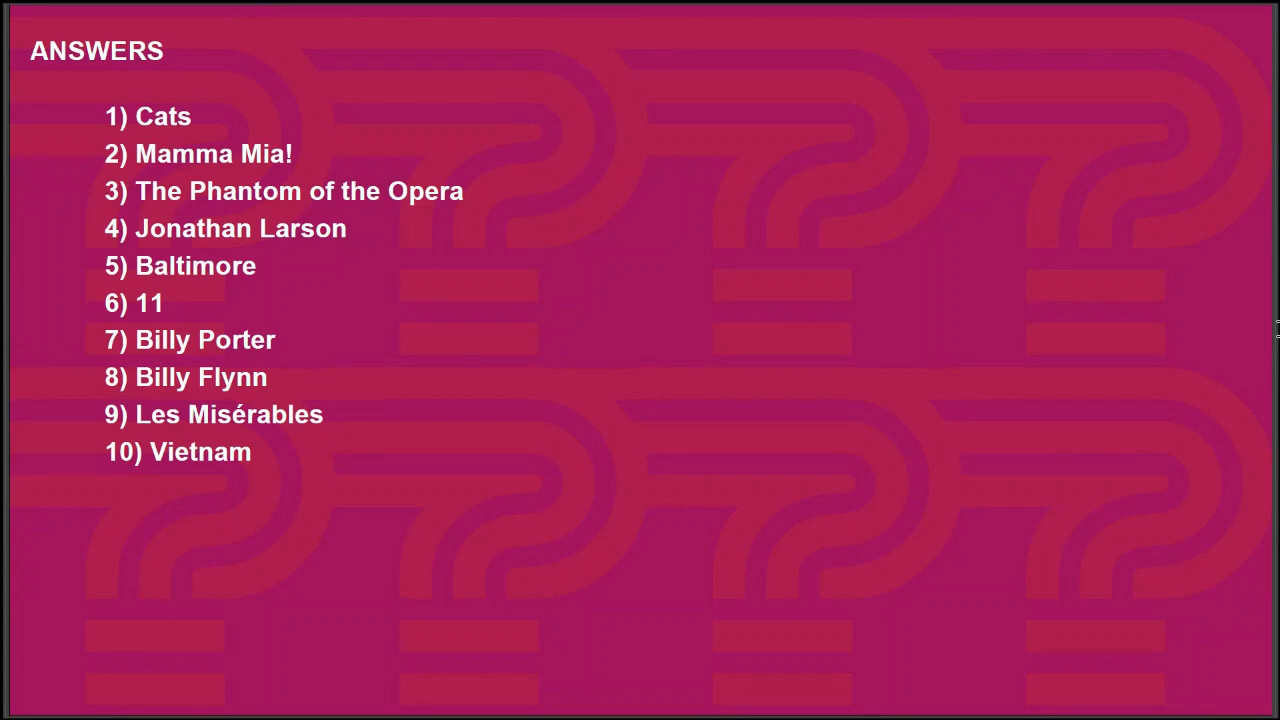 ANSWERS
1) Cats
2) Mamma Mia!
3) The Phantom of the Opera
4) Jonathan Larson
5) Baltimore
6) 11
7) Billy Porter
8) Billy Flynn
9) Les Misérables
10) Vietnam